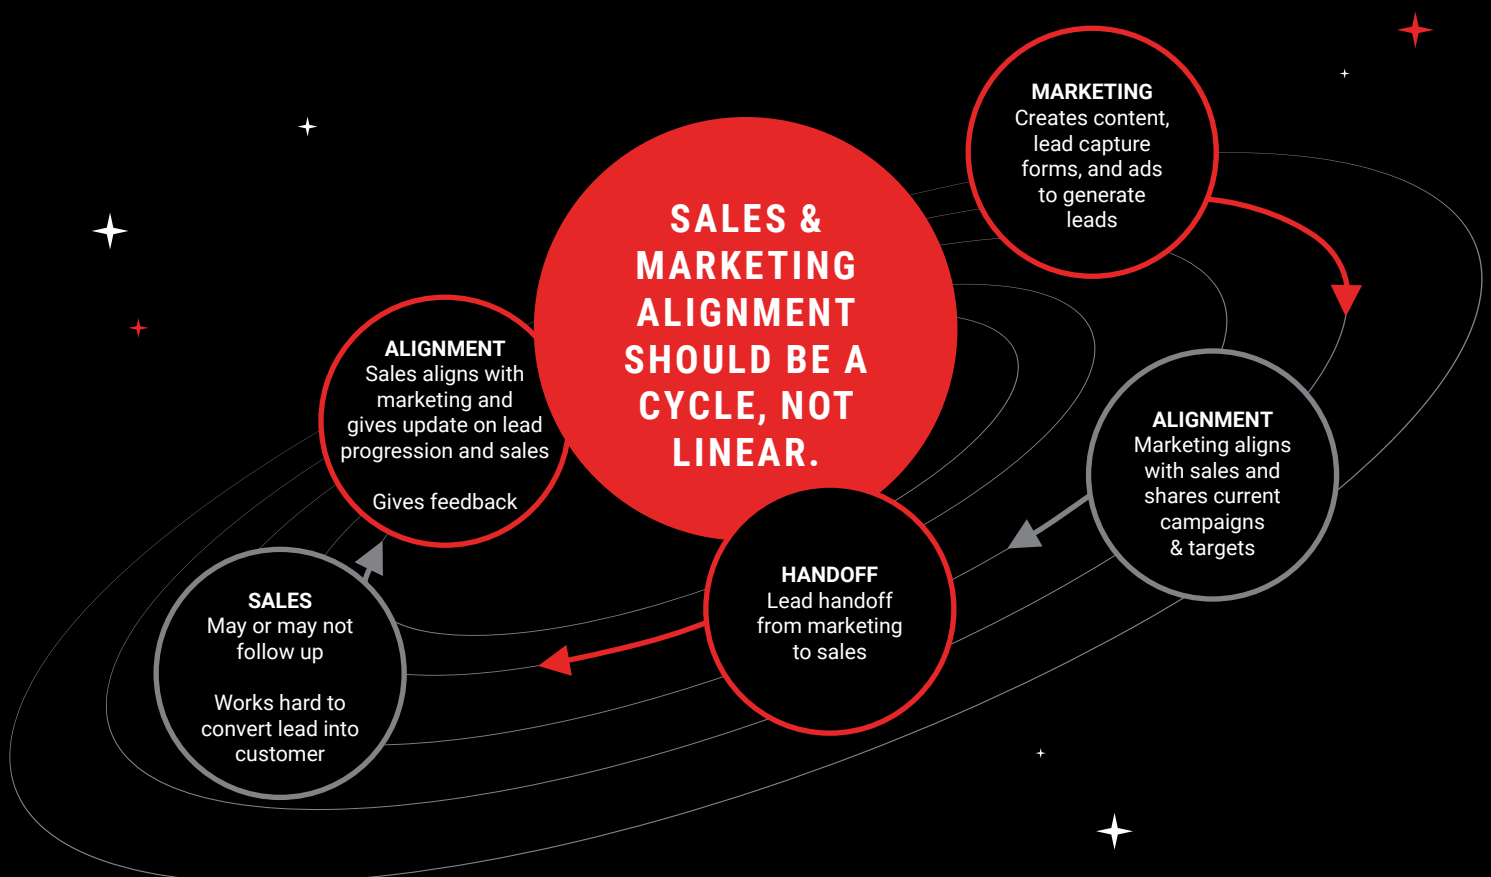 SALES &
MARKETING
ALIGNMENT
SHOULD BE A
CYCLE, NOT
LINEAR.
MARKETING
Creates content,
lead capture
forms, and ads
to generate
leads
ALIGNMENT
Marketing aligns
with sales and
shares current
campaigns
& targets
HANDOFF
Lead handoff
from marketing
to sales
SALES
May or may not
follow up
Works hard to
convert lead into
customer
ALIGNMENT
Sales aligns with
marketing and
gives update on lead
progression and sales
Gives feedback